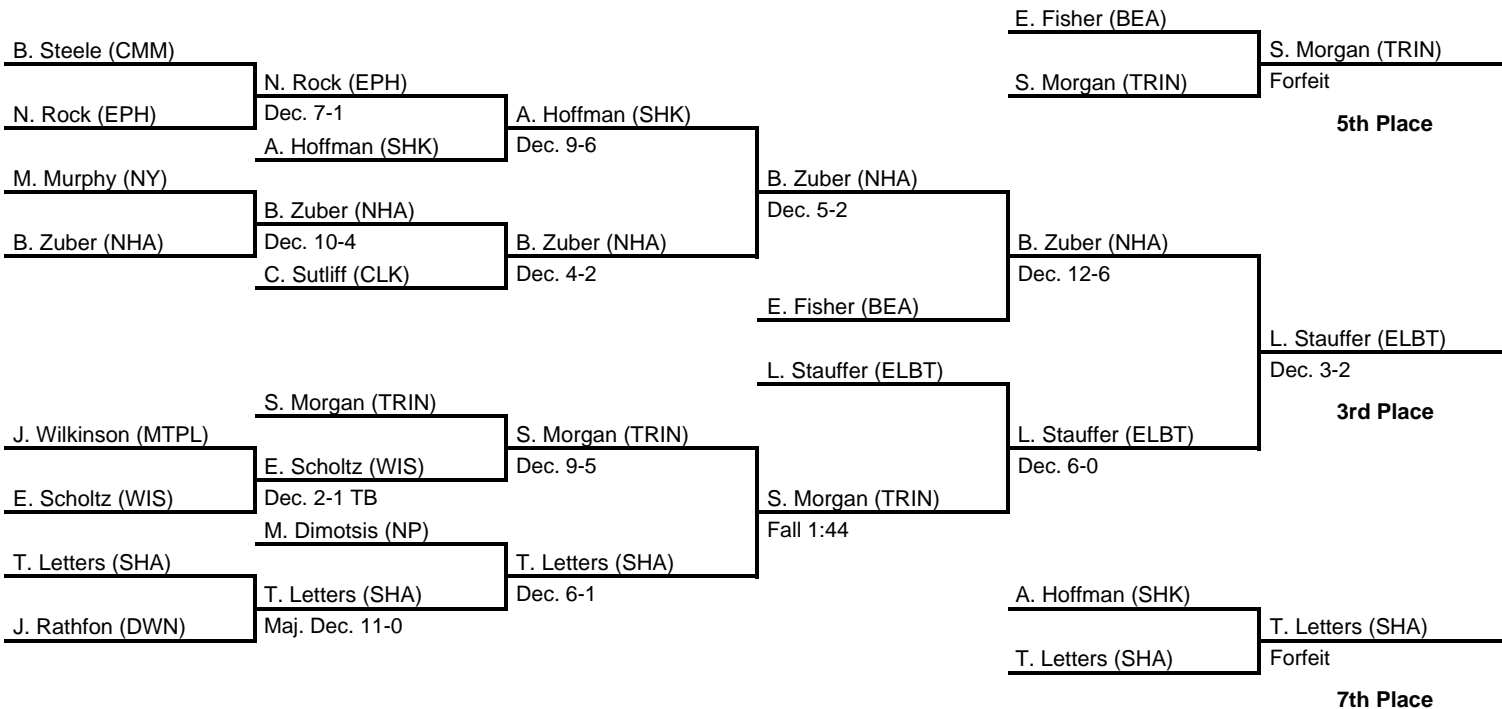 E. Fisher (BEA)
B. Steele (CMM)
S. Morgan (TRIN)
N. Rock (EPH)
S. Morgan (TRIN)
Forfeit
N. Rock (EPH)
Dec. 7-1
A. Hoffman (SHK)
5th Place
A. Hoffman (SHK)
Dec. 9-6
M. Murphy (NY)
B. Zuber (NHA)
B. Zuber (NHA)
Dec. 5-2
B. Zuber (NHA)
Dec. 10-4
B. Zuber (NHA)
B. Zuber (NHA)
C. Sutliff (CLK)
Dec. 4-2
Dec. 12-6
E. Fisher (BEA)
L. Stauffer (ELBT)
L. Stauffer (ELBT)
Dec. 3-2
S. Morgan (TRIN)
3rd Place
J. Wilkinson (MTPL)
S. Morgan (TRIN)
L. Stauffer (ELBT)
E. Scholtz (WIS)
Dec. 9-5
Dec. 6-0
E. Scholtz (WIS)
Dec. 2-1 TB
S. Morgan (TRIN)
M. Dimotsis (NP)
Fall 1:44
T. Letters (SHA)
T. Letters (SHA)
T. Letters (SHA)
Dec. 6-1
A. Hoffman (SHK)
J. Rathfon (DWN)
Maj. Dec. 11-0
T. Letters (SHA)
T. Letters (SHA)
Forfeit
7th Place